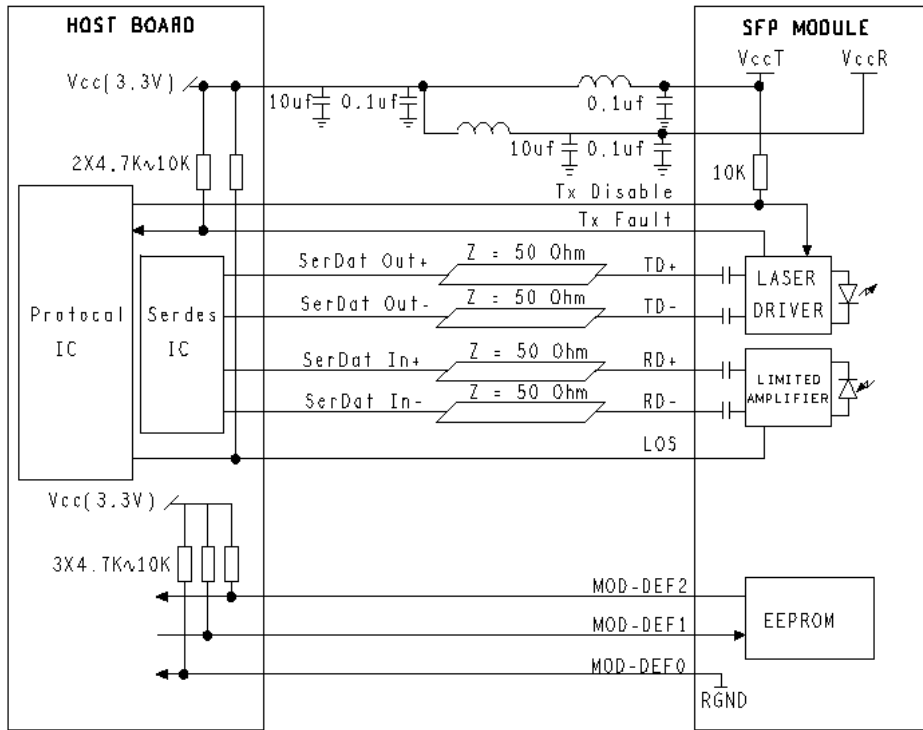 HOST BOARD
SFP MODULE
VccT
VccR
Vcc(3.3V)
10uf
0.1uf
0.1uf
10uf
0.1uf
2X4.7K~10K
10K
Tx Disable
Tx Fault
SerDat Out+
Z = 50 Ohm
TD+
SerDat Out-
Z = 50 Ohm
TD-
LASER
DRIVER
Protocal
IC
Serdes
IC
SerDat In+
Z = 50 Ohm
RD+
SerDat In-
Z = 50 Ohm
RD-
LIMITED
AMPLIFIER
LOS
Vcc(3.3V)
3X4.7K~10K
MOD-DEF2
MOD-DEF1
MOD-DEF0
EEPROM
RGND